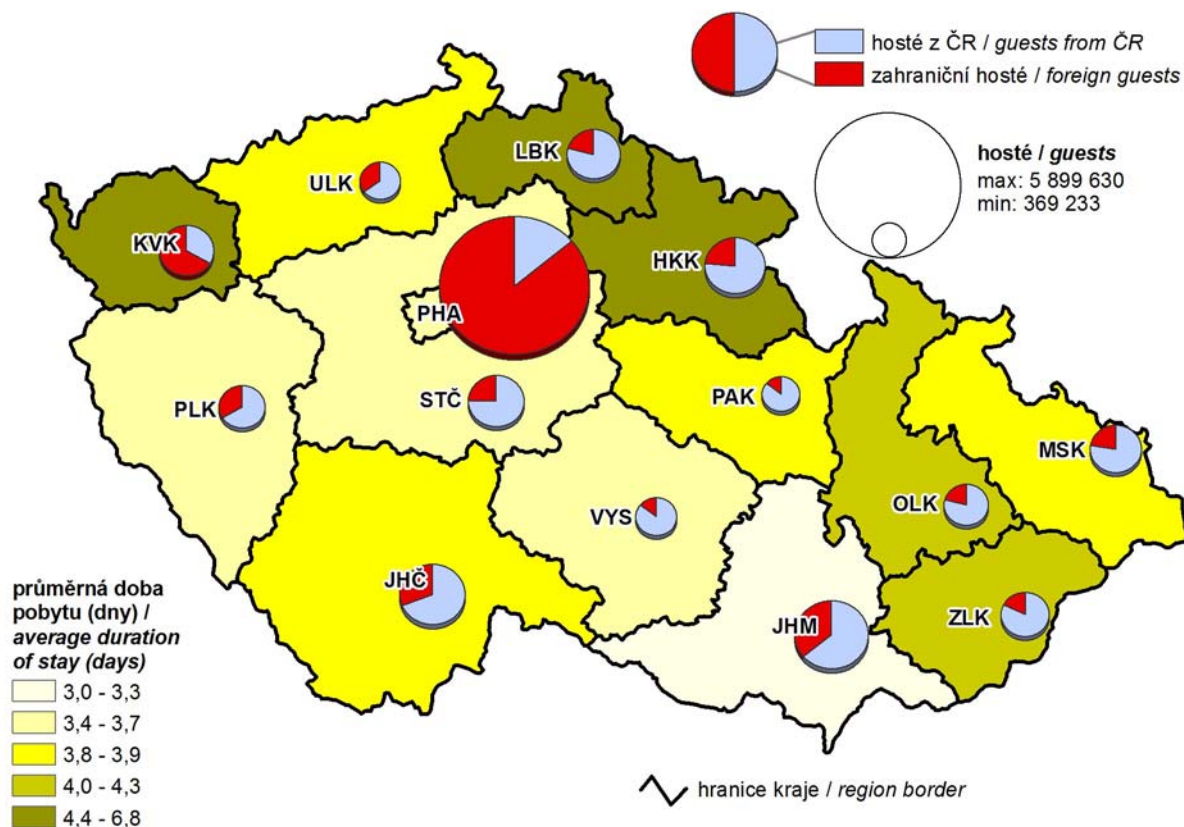 hosté z ČR / guests from ČR
zahraniční hosté / foreign guests
hosté / guests
max: 5 899 630
min: 369 233
LBK
ULK
KVK
HKK
PHA
PLK
STČ
PAK
MSK
VYS
OLK
JHČ
JHM
ZLK
průměrná doba
pobytu (dny) /
average duration
of stay (days)
3,0 - 3,3
3,4 - 3,7
3,8 - 3,9
4,0 - 4,3
4,4 - 6,8
hranice kraje / region border